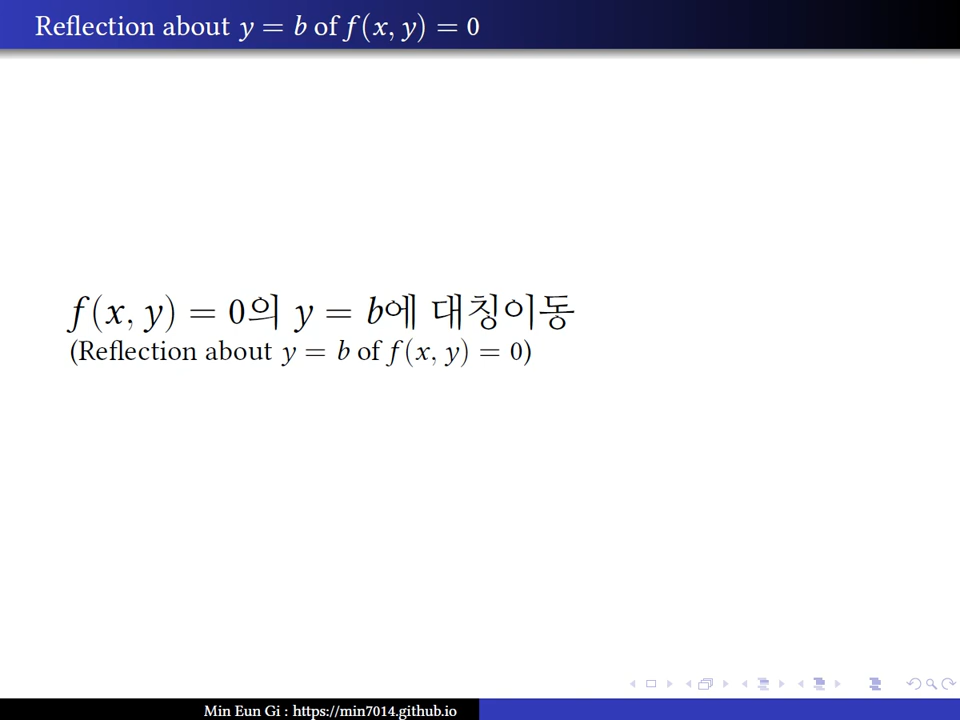 Reflection about y = b of f(x, y) = 0
f(x, y) = 0의 y = b에 대칭이동
(Reflection about y = b of f(x, y) = 0)
Min Eun Gi : https://min7014.github.io